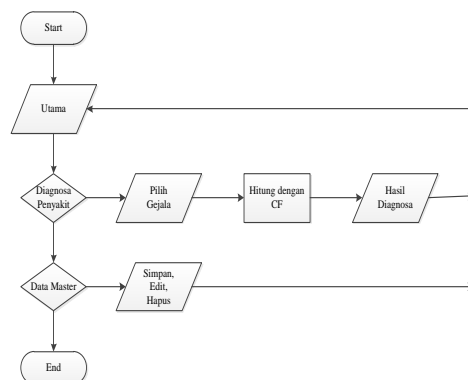 Start
Utama
Diagnosa
Penyakit
Pilih
Gejala
Hitung dengan
CF
Hasil
Diagnosa
Data Master
Simpan,
Edit,
Hapus
End